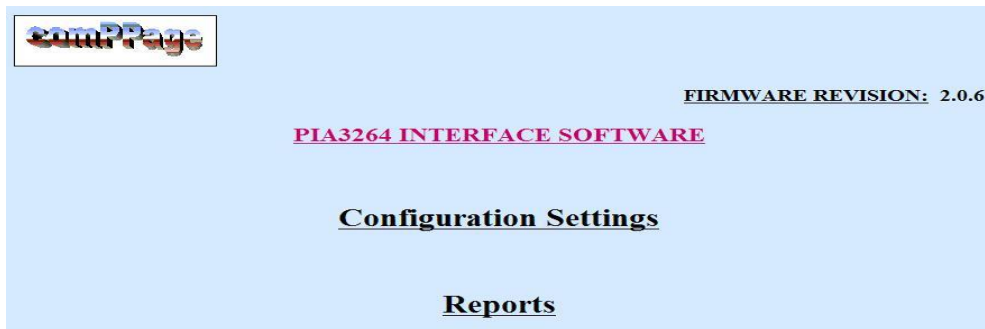 comPPage
FIRMWARE REVISION: 2.0.6
PIA3264 INTERFACE SOFTWARE
Configuration Settings
Reports